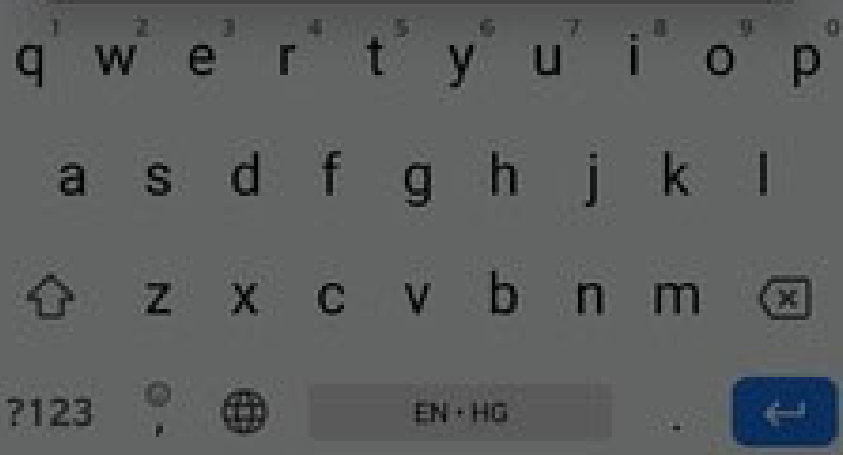 1 2 3 4 5 6 7 8 9 0
q w e r t y u i o p
a s d f g h j k l
z x c v b n m
?123 , EN • HG .